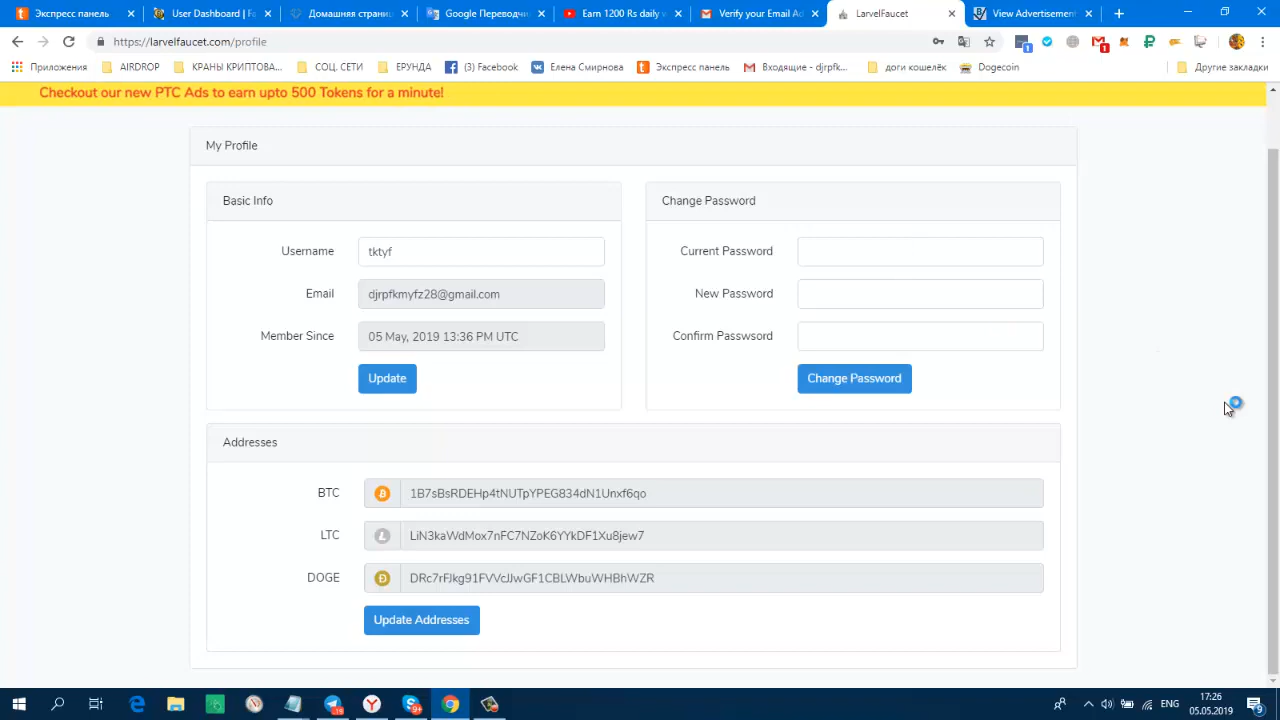 Экспресс панель
User Dashboard | Fo
Домашняя страниц
Google Переводчи
Earn 1200 Rs daily w
Verify your Email Ad
LarvelFaucet
View Advertisement
https://larvelfaucet.com/profile
Приложения
AIRDROP
КРАНЫ КРИПТОВА...
СОЦ. СЕТИ
ЕРУНДА
(3) Facebook
Елена Смирнова
Экспресс панель
Входящие - djrpfk...
доги кошелёк
Dogecoin
Другие закладки
Checkout our new PTC Ads to earn upto 500 Tokens for a minute!
My Profile
Basic Info
Username
tktyf
Email
djrpfkmyfz28@gmail.com
Member Since
05 May, 2019 13:36 PM UTC
Update
Change Password
Current Password
New Password
Confirm Passwsord
Change Password
Addresses
BTC
1B7sBsRDEHp4tNUTpYPEG834dN1Unxf6qo
LTC
LiN3kaWdMox7nFC7NZoK6YYkDF1Xu8jew7
DOGE
DRc7rFJkg91FVVcJJwGF1CBLWbuWHBhWZR
Update Addresses
ENG
17:26
05.05.2019